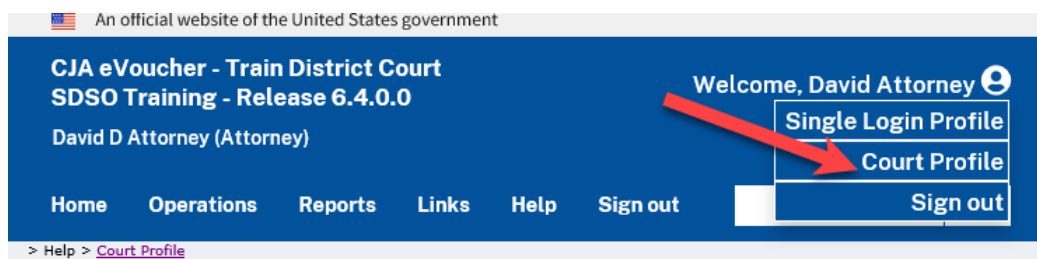 An official website of the United States government
CJA eVoucher - Train District Court
SDSO Training - Release 6.4.0.0
Welcome, David Attorney
David D Attorney (Attorney)
Single Login Profile
Court Profile
Sign out
Home Operations Reports Links Help Sign out
> Help > Court Profile